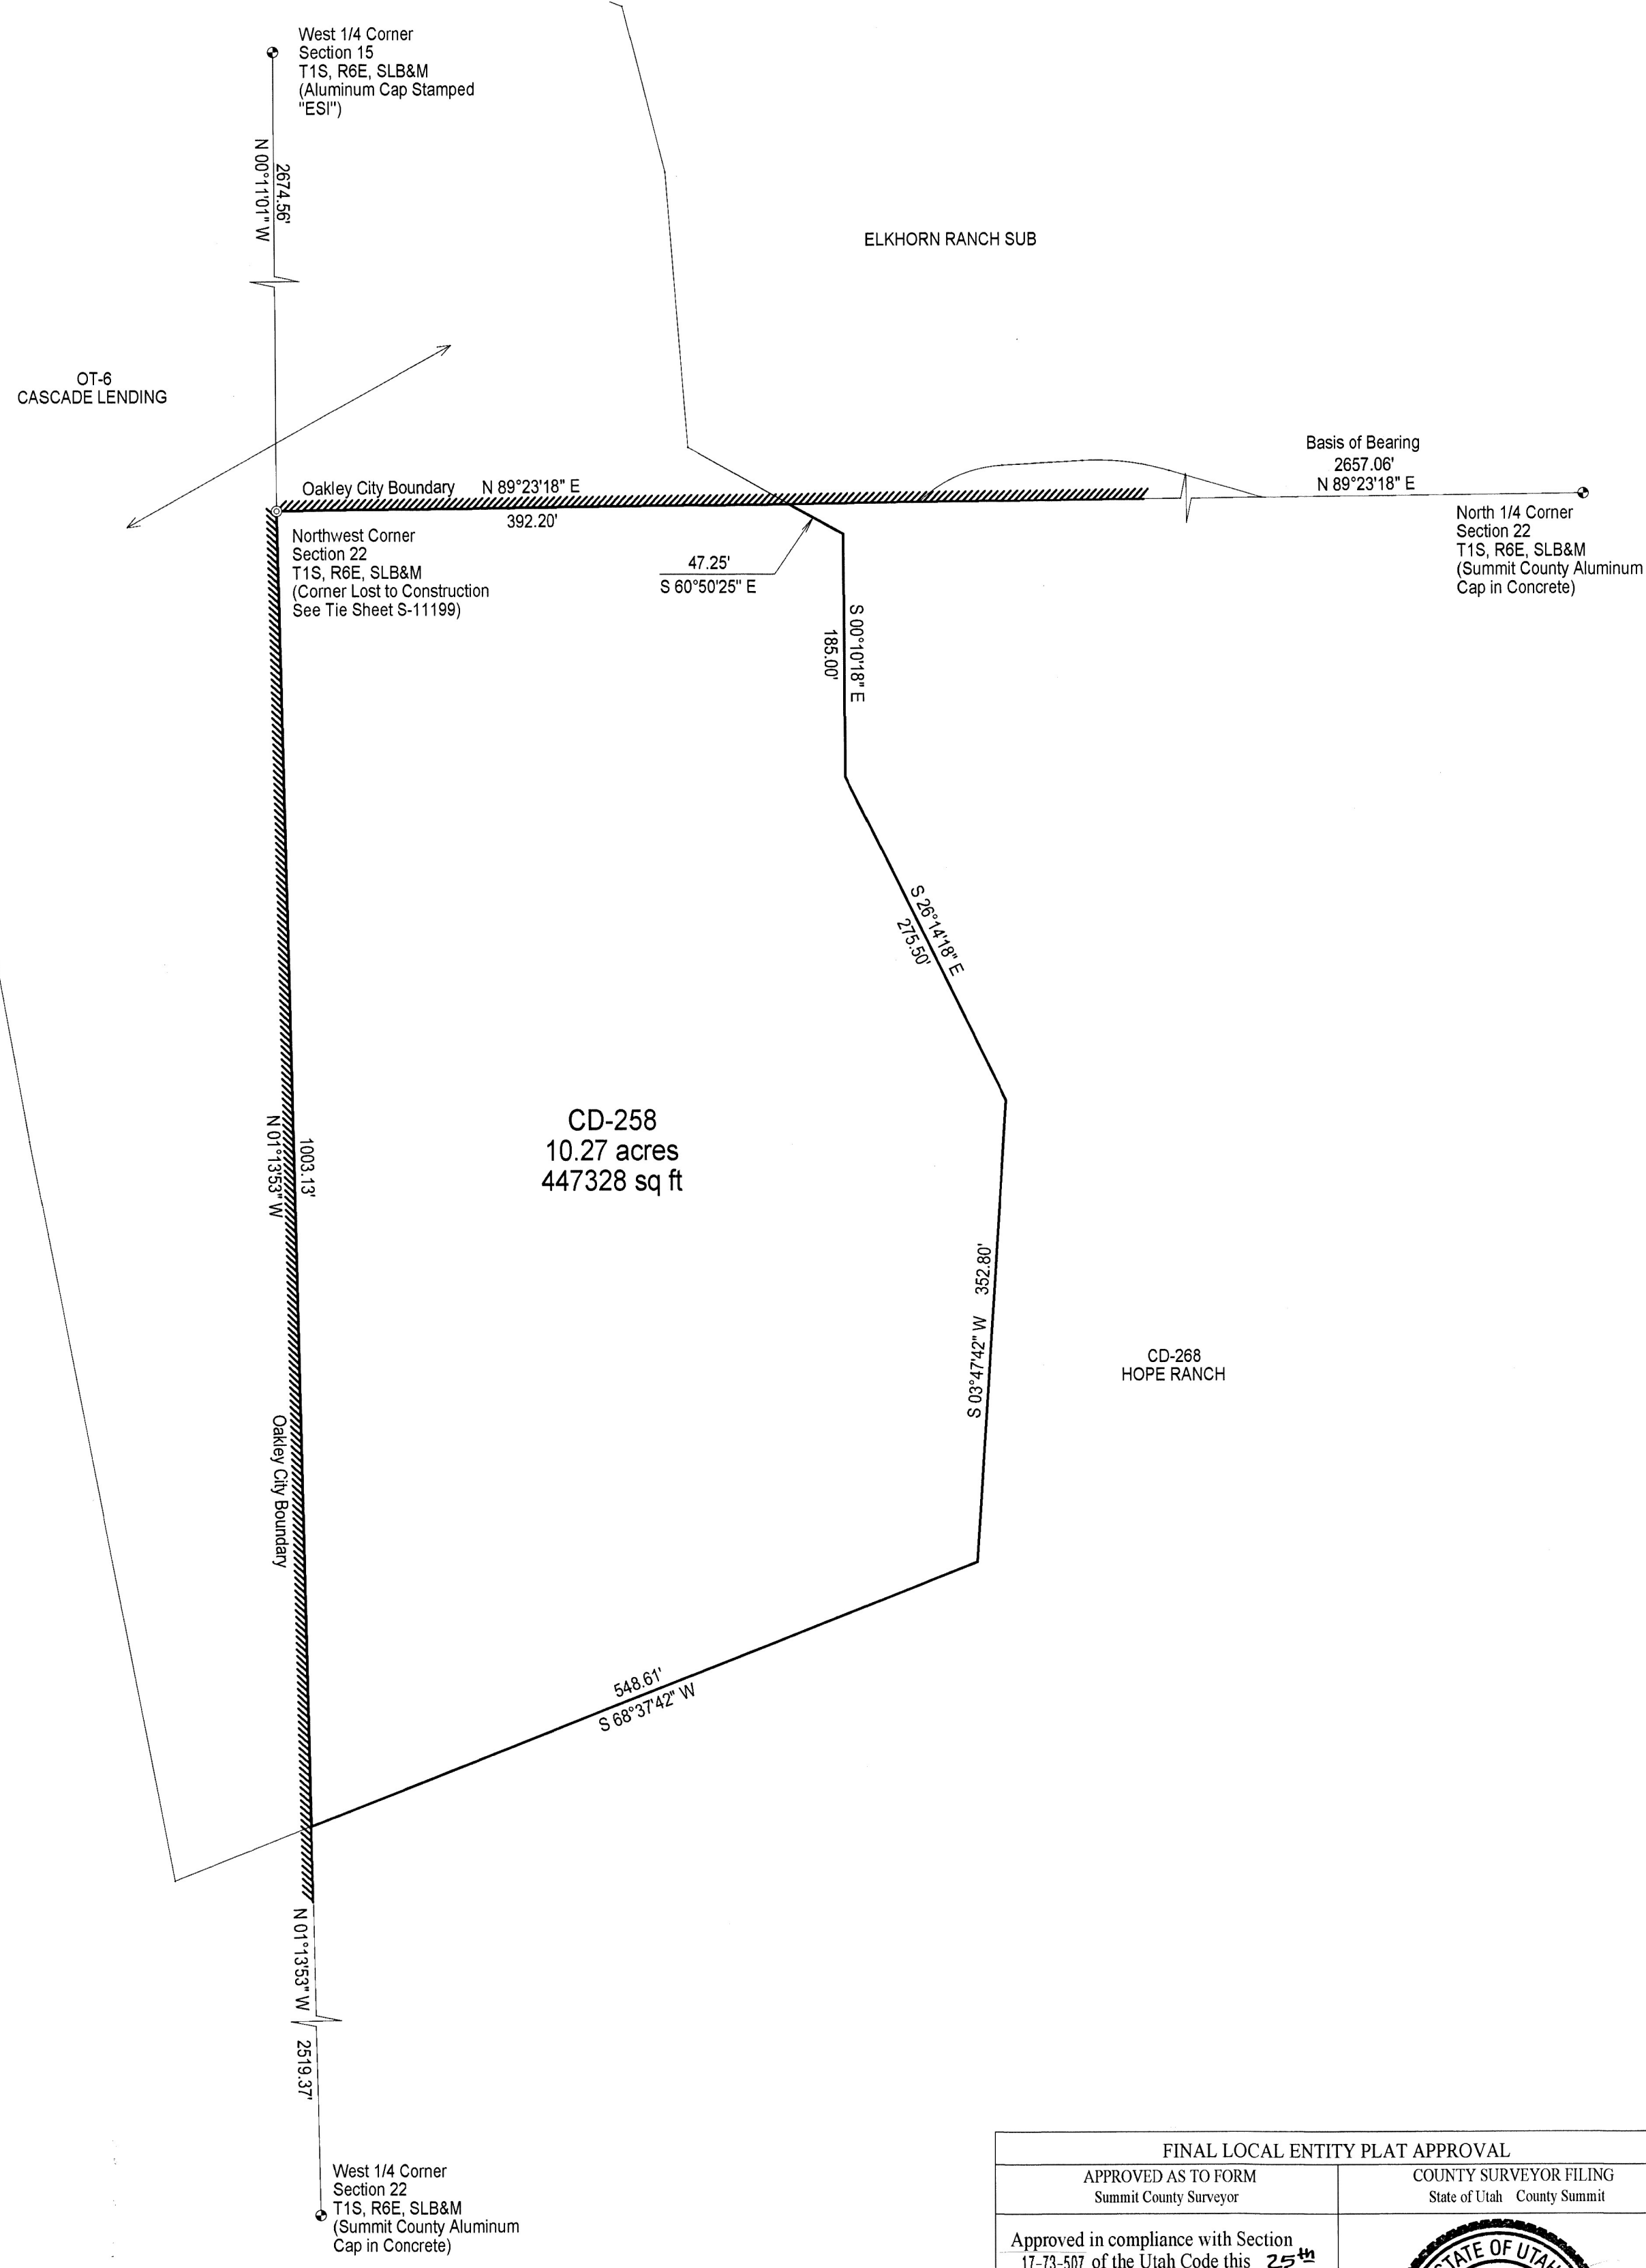 West 1/4 Corner
Section 15
T1S, R6E, SLB&M
(Aluminum Cap Stamped
"ESI")
2674.56'
N 00°11'01" W
ELKHORN RANCH SUB
OT-6
CASCADE LENDING
Basis of Bearing
2657.06'
N 89°23'18" E
Oakley City Boundary N 89°23'18" E
392.20'
North 1/4 Corner
Section 22
T1S, R6E, SLB&M
(Summit County Aluminum
Cap in Concrete)
Northwest Corner
Section 22
T1S, R6E, SLB&M
(Corner Lost to Construction
See Tie Sheet S-11199)
47.25'
S 60°50'25" E
S 00°10'18" E
185.00'
S 26°14'18" E
275.50'
CD-258
10.27 acres
447328 sq ft
1003.13'
N 01°13'53" W
S 03°47'42" W 352.80'
CD-268
HOPE RANCH
Oakley City Boundary
548.61'
S 68°37'42" W
N 01°13'53" W
2519.37'
West 1/4 Corner
Section 22
T1S, R6E, SLB&M
(Summit County Aluminum
Cap in Concrete)
FINAL LOCAL ENTITY PLAT APPROVAL
APPROVED AS TO FORM
Summit County Surveyor
COUNTY SURVEYOR FILING
State of Utah County Summit
Approved in compliance with Section
17-73-507 of the Utah Code this 25th
STATE OF UTAH